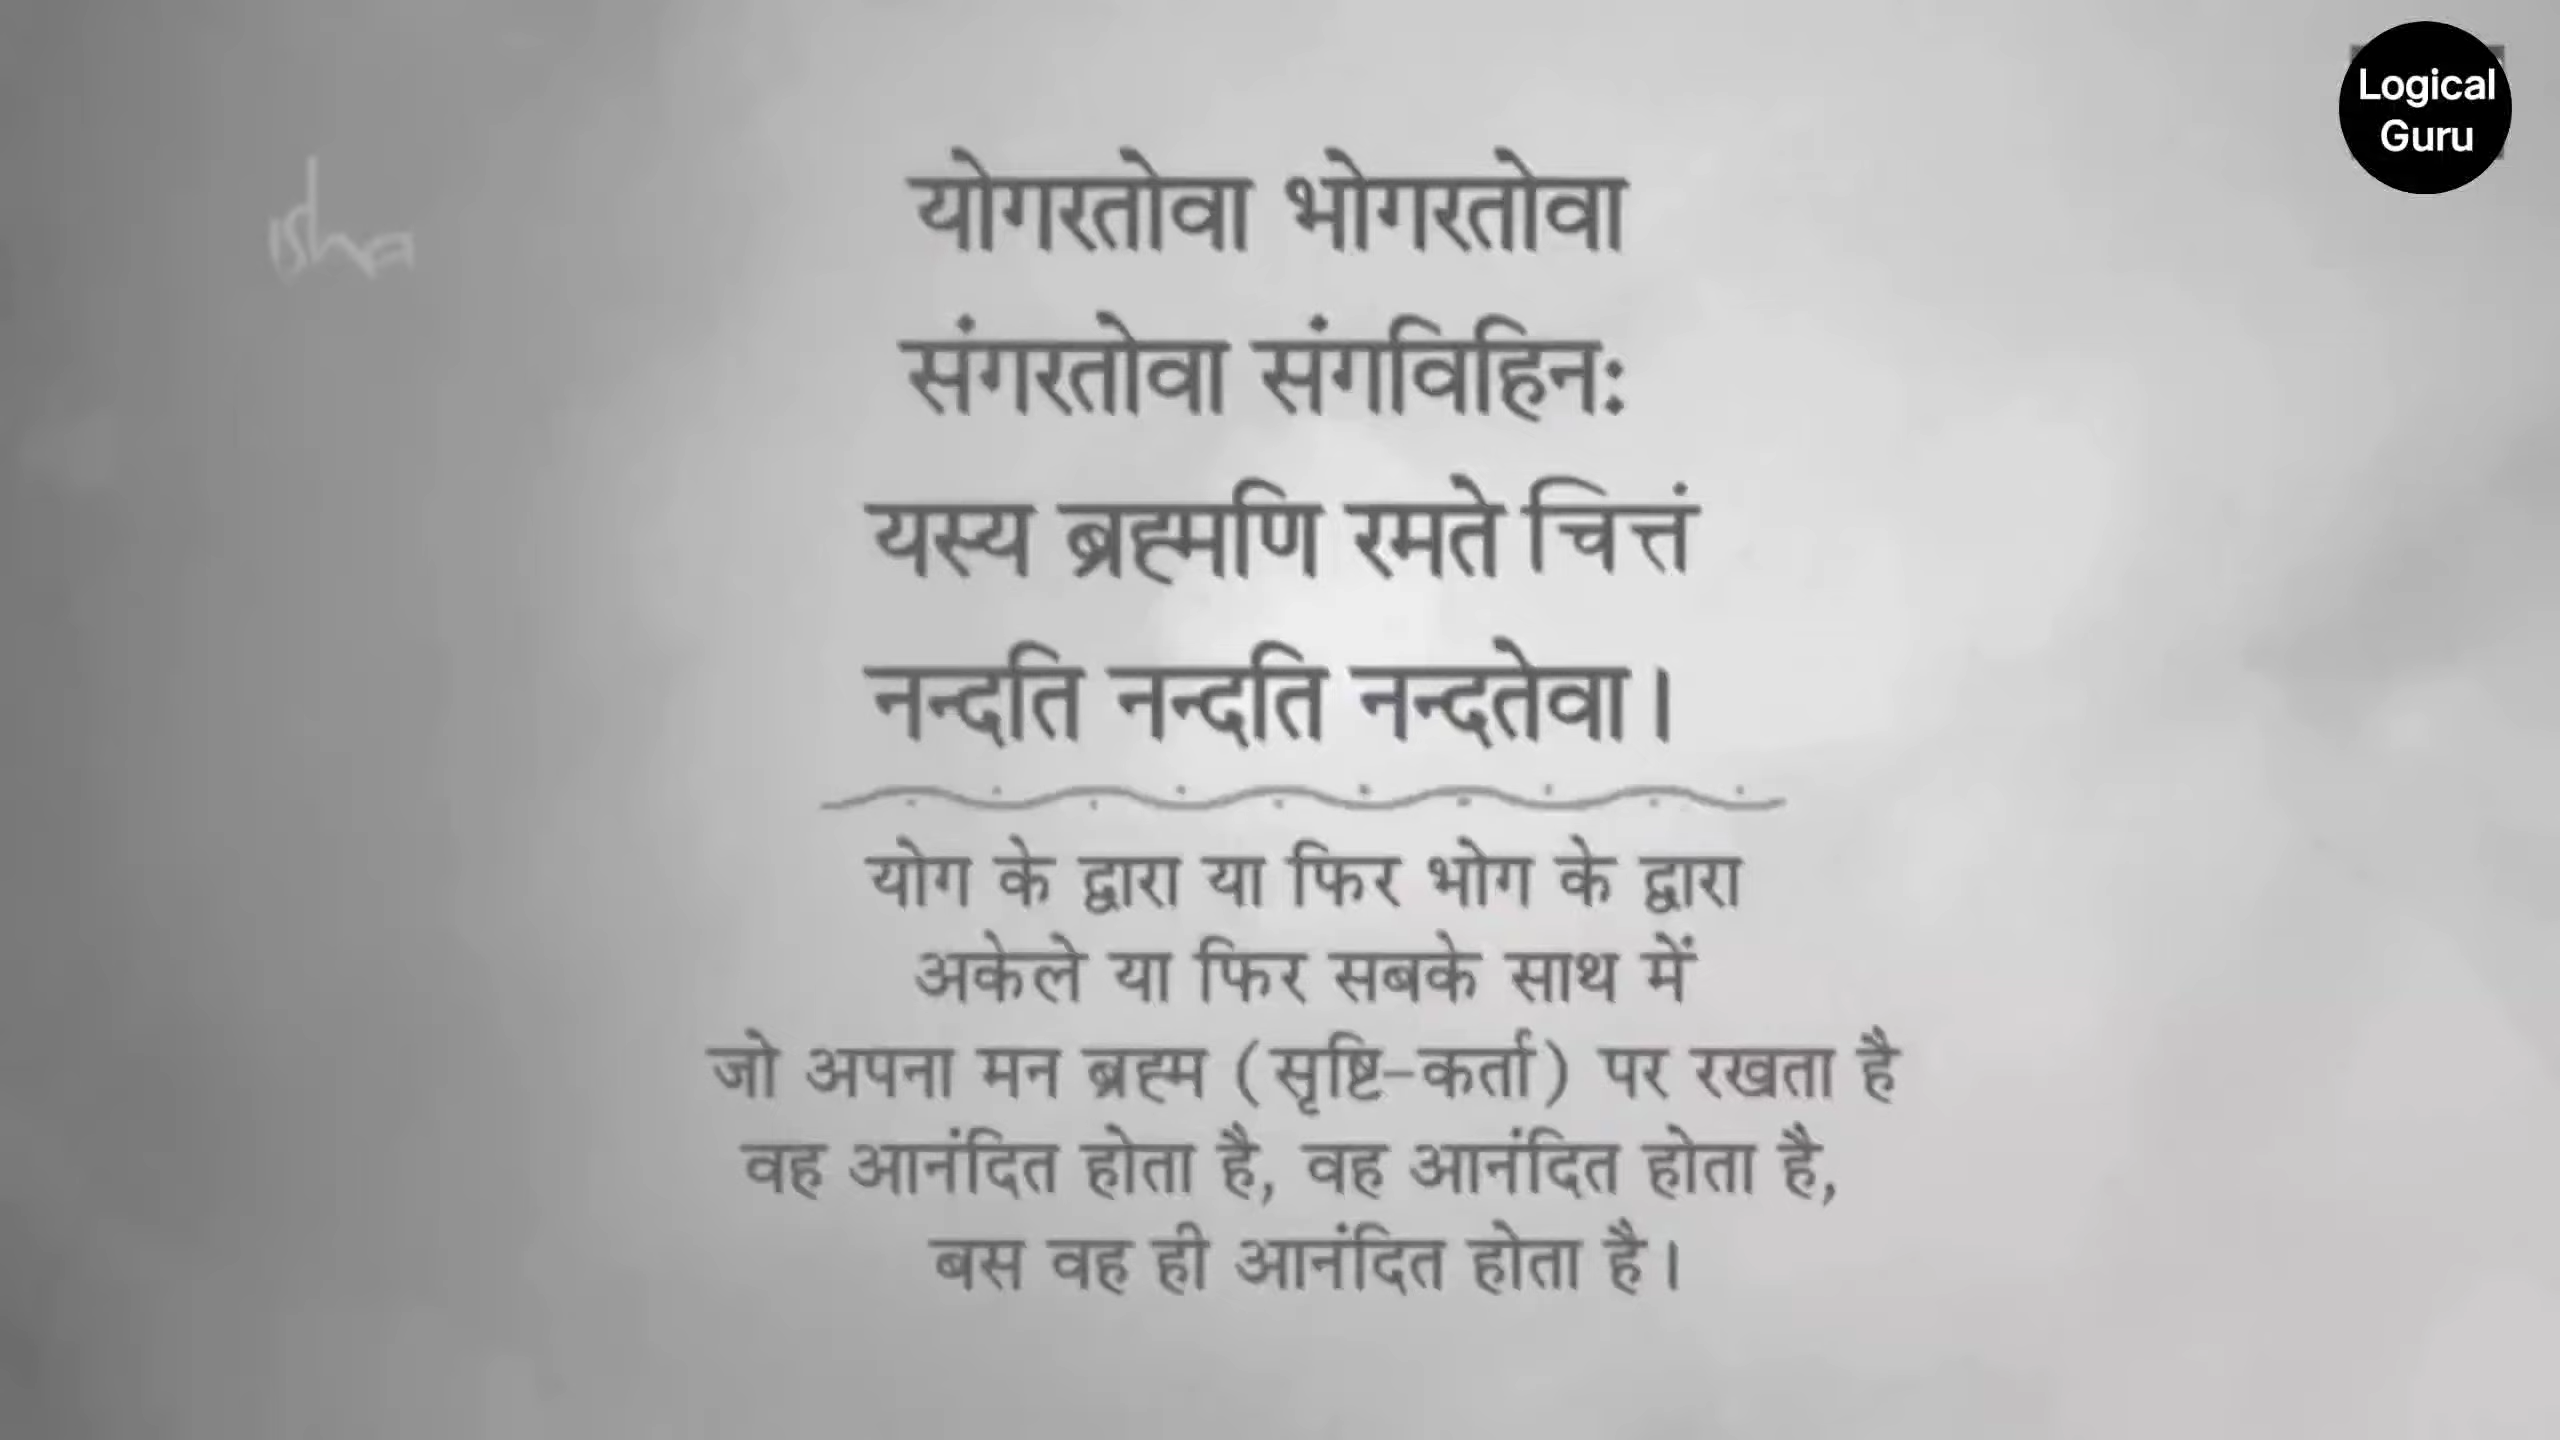 isha
Logical
Guru
योगरतोवा भोगरतोवा
संगरतोवा संगविहिनः
यस्य ब्रह्मणि रमते चित्तं
नन्दति नन्दति नन्दतेवा।
योग के द्वारा या फिर भोग के द्वारा
अकेले या फिर सबके साथ में
जो अपना मन ब्रह्म (सृष्टि-कर्ता) पर रखता है
वह आनंदित होता है, वह आनंदित होता है,
बस वह ही आनंदित होता है।